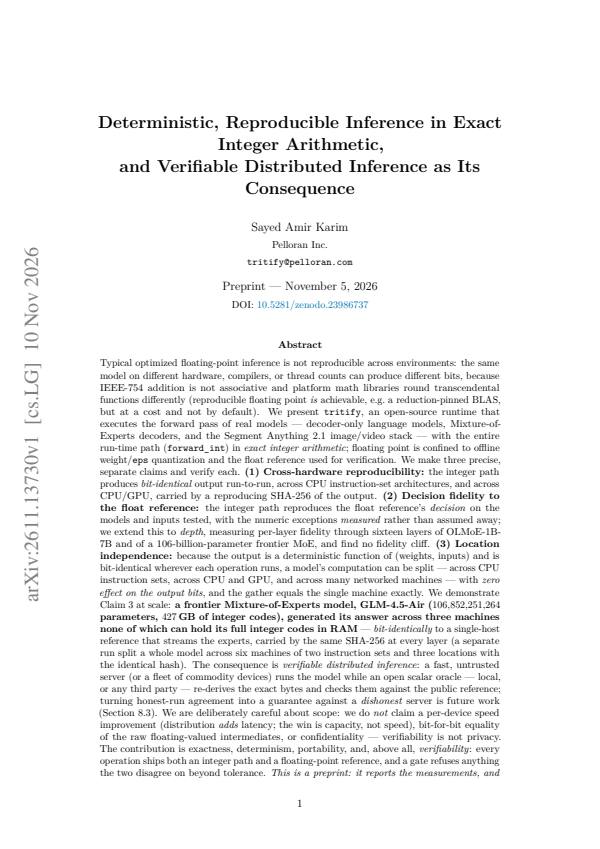 arXiv:2611.13730v1 [cs.LG] 10 Nov 2026
Deterministic, Reproducible Inference in Exact
Integer Arithmetic,
and Verifiable Distributed Inference as Its
Consequence
Sayed Amir Karim
Pelloran Inc.
tritify@pelloran.com
Preprint — November 5, 2026
DOI: 10.5281/zenodo.23986737
Abstract
Typical optimized floating-point inference is not reproducible across environments: the same
model on different hardware, compilers, or thread counts can produce different bits, because
IEEE-754 addition is not associative and platform math libraries round transcendental
functions differently (reproducible floating point is achievable, e.g. a reduction-pinned BLAS,
but at a cost and not by default). We present tritify, an open-source runtime that
executes the forward pass of real models — decoder-only language models, Mixture-of-
Experts decoders, and the Segment Anything 2.1 image/video stack — with the entire
run-time path (forward_int) in exact integer arithmetic; floating point is confined to offline
weight/eps quantization and the float reference used for verification. We make three precise,
separate claims and verify each. (1) Cross-hardware reproducibility: the integer path
produces bit-identical output run-to-run, across CPU instruction-set architectures, and across
CPU/GPU, carried by a reproducing SHA-256 of the output. (2) Decision fidelity to
the float reference: the integer path reproduces the float reference's decision on the
models and inputs tested, with the numeric exceptions measured rather than assumed away;
we extend this to depth, measuring per-layer fidelity through sixteen layers of OLMoE-1B-
7B and of a 106-billion-parameter frontier MoE, and find no fidelity cliff. (3) Location
independence: because the output is a deterministic function of (weights, inputs) and is
bit-identical wherever each operation runs, a model's computation can be split — across CPU
instruction sets, across CPU and GPU, and across many networked machines — with zero
effect on the output bits, and the gather equals the single machine exactly. We demonstrate
Claim 3 at scale: a frontier Mixture-of-Experts model, GLM-4.5-Air (106,852,251,264
parameters, 427 GB of integer codes), generated its answer across three machines
none of which can hold its full integer codes in RAM — bit-identically to a single-host
reference that streams the experts, carried by the same SHA-256 at every layer (a separate
run split a whole model across six machines of two instruction sets and three locations with
the identical hash). The consequence is verifiable distributed inference: a fast, untrusted
server (or a fleet of commodity devices) runs the model while an open scalar oracle — local,
or any third party — re-derives the exact bytes and checks them against the public reference;
turning honest-run agreement into a guarantee against a dishonest server is future work
(Section 8.3). We are deliberately careful about scope: we do not claim a per-device speed
improvement (distribution adds latency; the win is capacity, not speed), bit-for-bit equality
of the raw floating-valued intermediates, or confidentiality — verifiability is not privacy.
The contribution is exactness, determinism, portability, and, above all, verifiability: every
operation ships both an integer path and a floating-point reference, and a gate refuses anything
the two disagree on beyond tolerance. This is a preprint: it reports the measurements, and
1